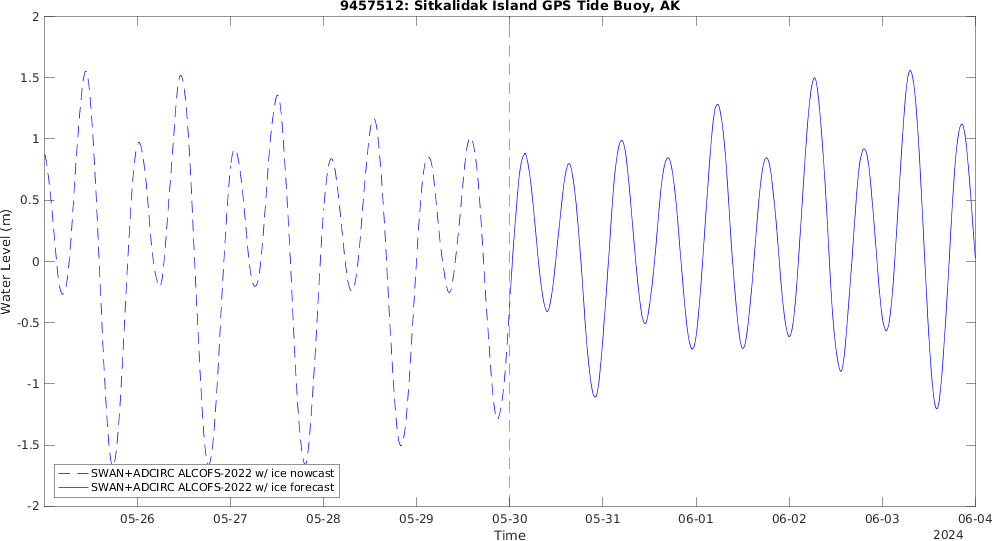 9457512: Sitkalidak Island GPS Tide Buoy, AK
2
1.5
1
0.5
0
-0.5
-1
-1.5
-2
Water Level (m)
SWAN+ADCIRC ALCOFS-2022 w/ ice nowcast
SWAN+ADCIRC ALCOFS-2022 w/ ice forecast
05-26 05-27 05-28 05-29 05-30 05-31 06-01 06-02 06-03 06-04
Time
2024